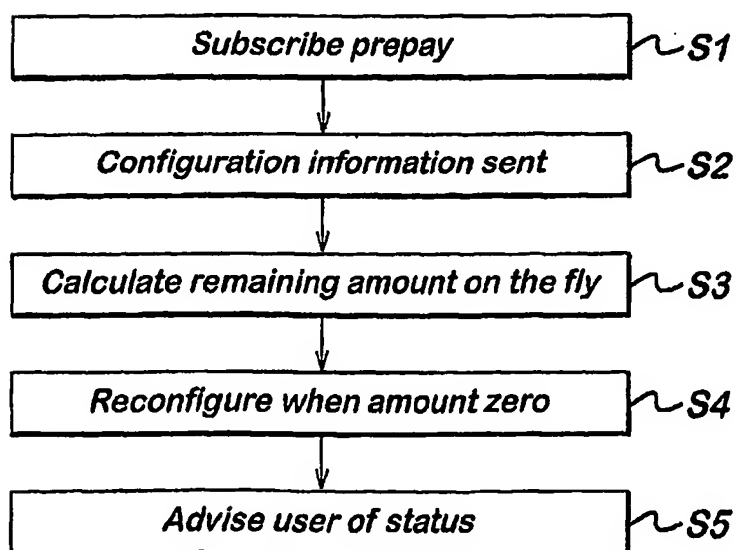 Subscribe prepay S1
Configuration information sent S2
Calculate remaining amount on the fly S3
Reconfigure when amount zero S4
Advise user of status S5